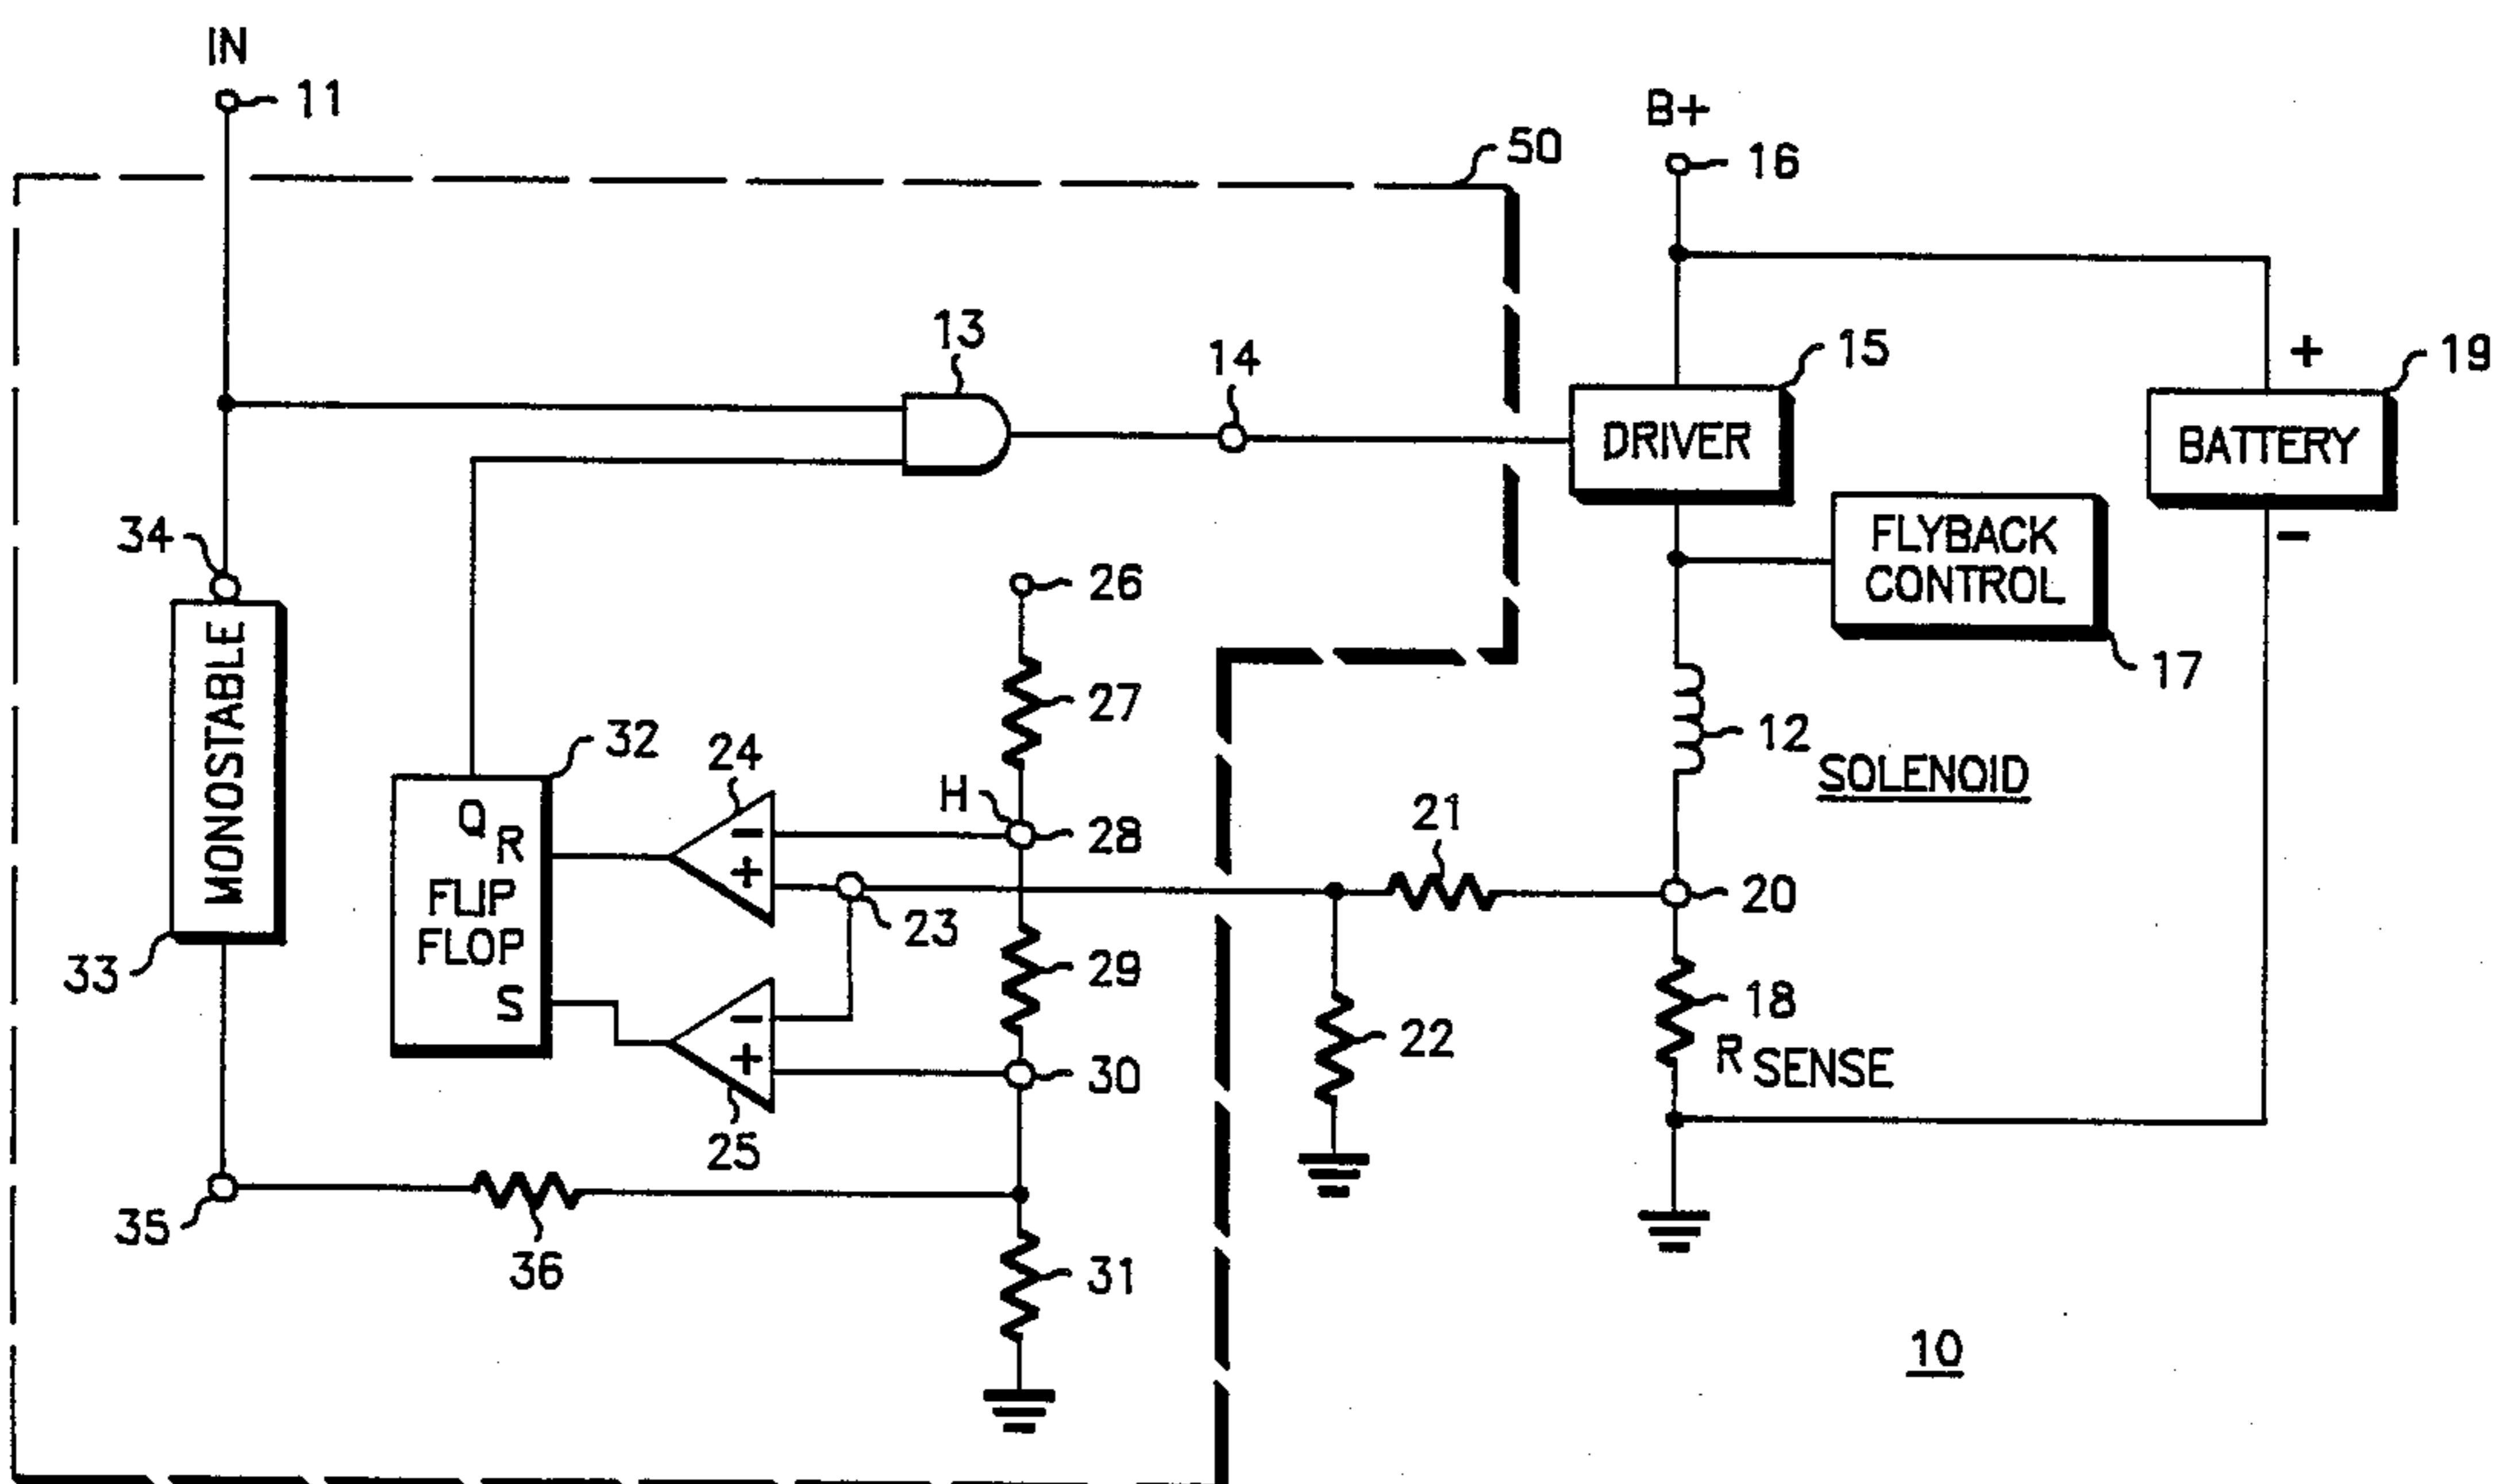 IN
11
B+
50
16
13
14
15
+
19
DRIVER
BATTERY
34
26
FLYBACK
CONTROL
−
MONOSTABLE
27
17
32
24
H
12
SOLENOID
28
21
Q
R
−
+
20
FLIP
FLOP
23
33
29
18
S
−
+
22
30
R SENSE
25
35
36
31
10